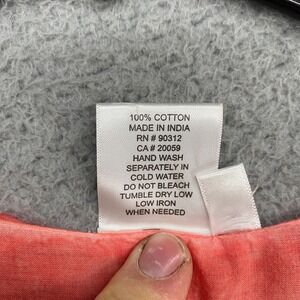 100% COTTON
MADE IN INDIA
RN # 90312
CA # 20059
HAND WASH
SEPARATELY IN
COLD WATER
DO NOT BLEACH
TUMBLE DRY LOW
LOW IRON
WHEN NEEDED